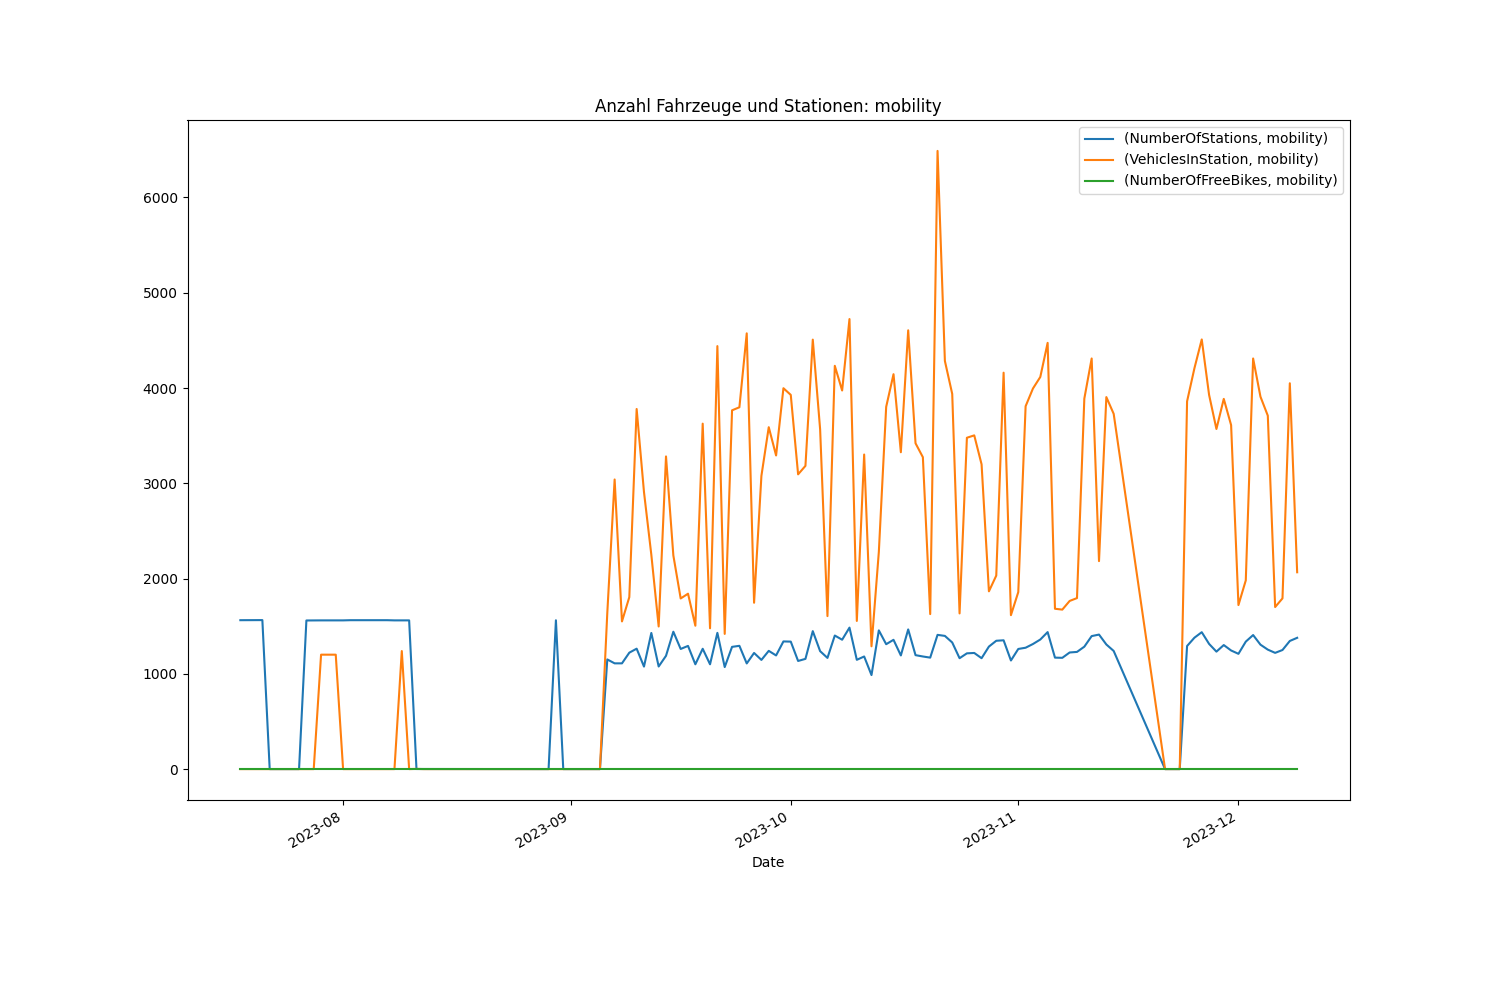 Anzahl Fahrzeuge und Stationen: mobility
(NumberOfStations, mobility)
(VehiclesInStation, mobility)
(NumberOfFreeBikes, mobility)
6000
5000
4000
3000
2000
1000
0
2023-08
2023-09
2023-10
2023-11
2023-12
Date